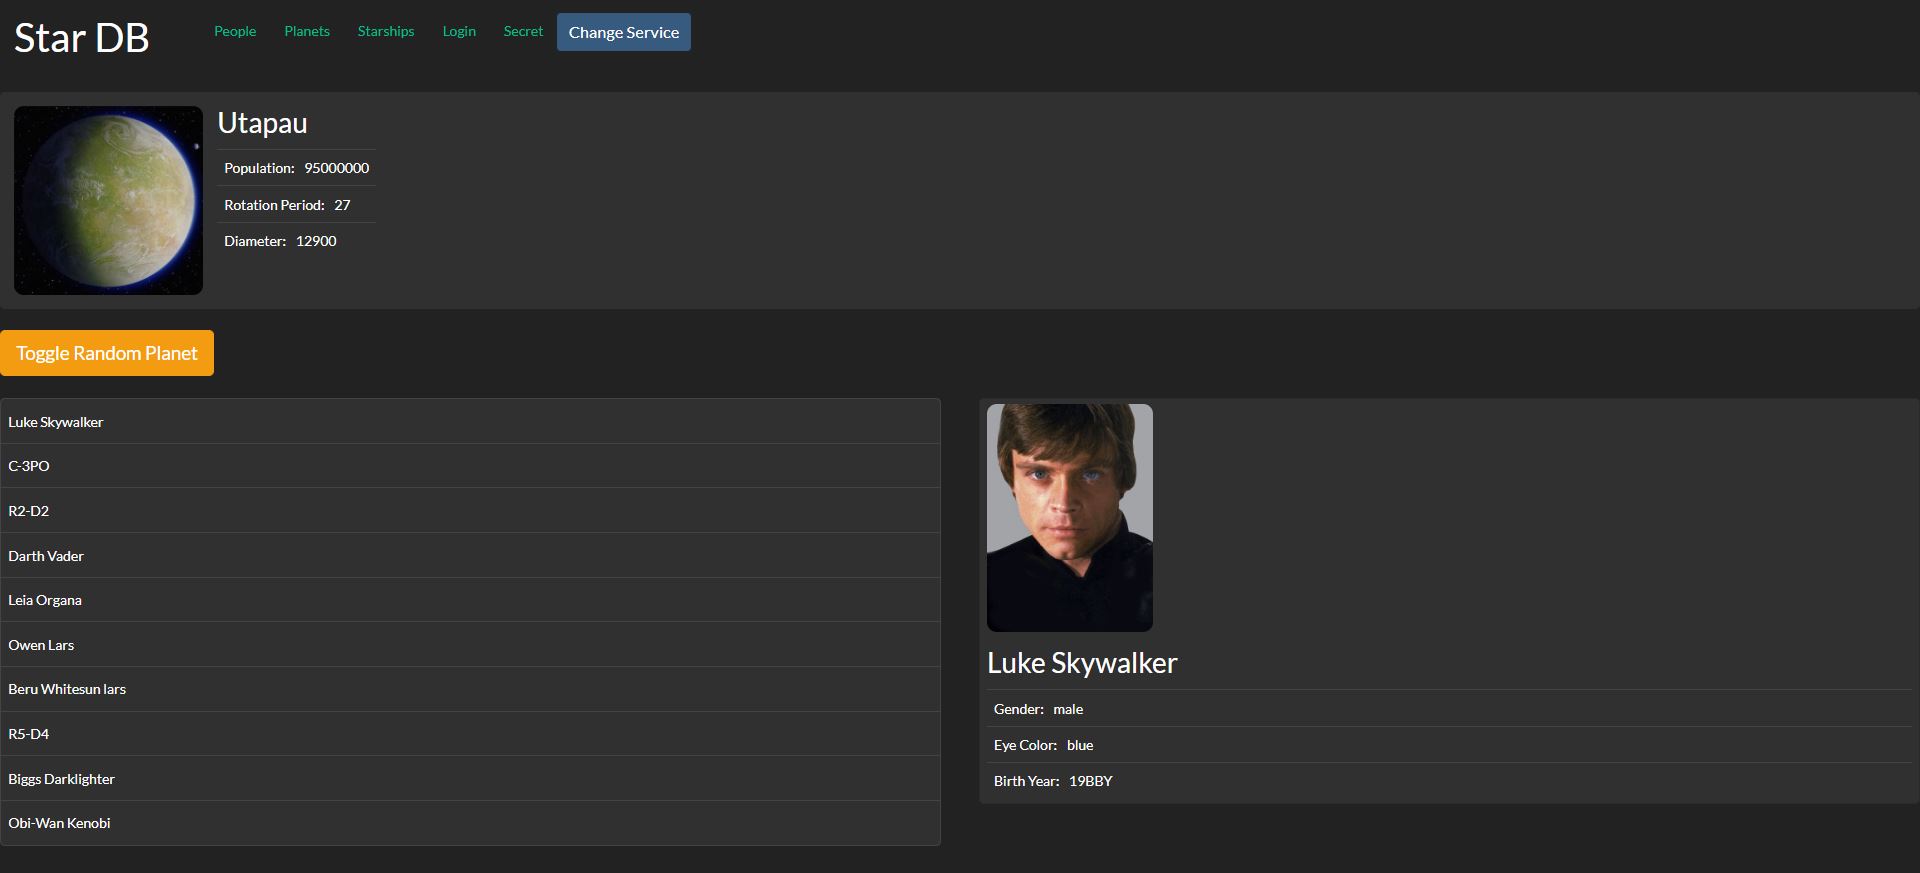 Star DB
People Planets Starships Login Secret Change Service
Utapau
Population: 95000000
Rotation Period: 27
Diameter: 12900
Toggle Random Planet
Luke Skywalker
C-3PO
R2-D2
Darth Vader
Leia Organa
Owen Lars
Beru Whitesun lars
R5-D4
Biggs Darklighter
Obi-Wan Kenobi
Luke Skywalker
Gender: male
Eye Color: blue
Birth Year: 19BBY